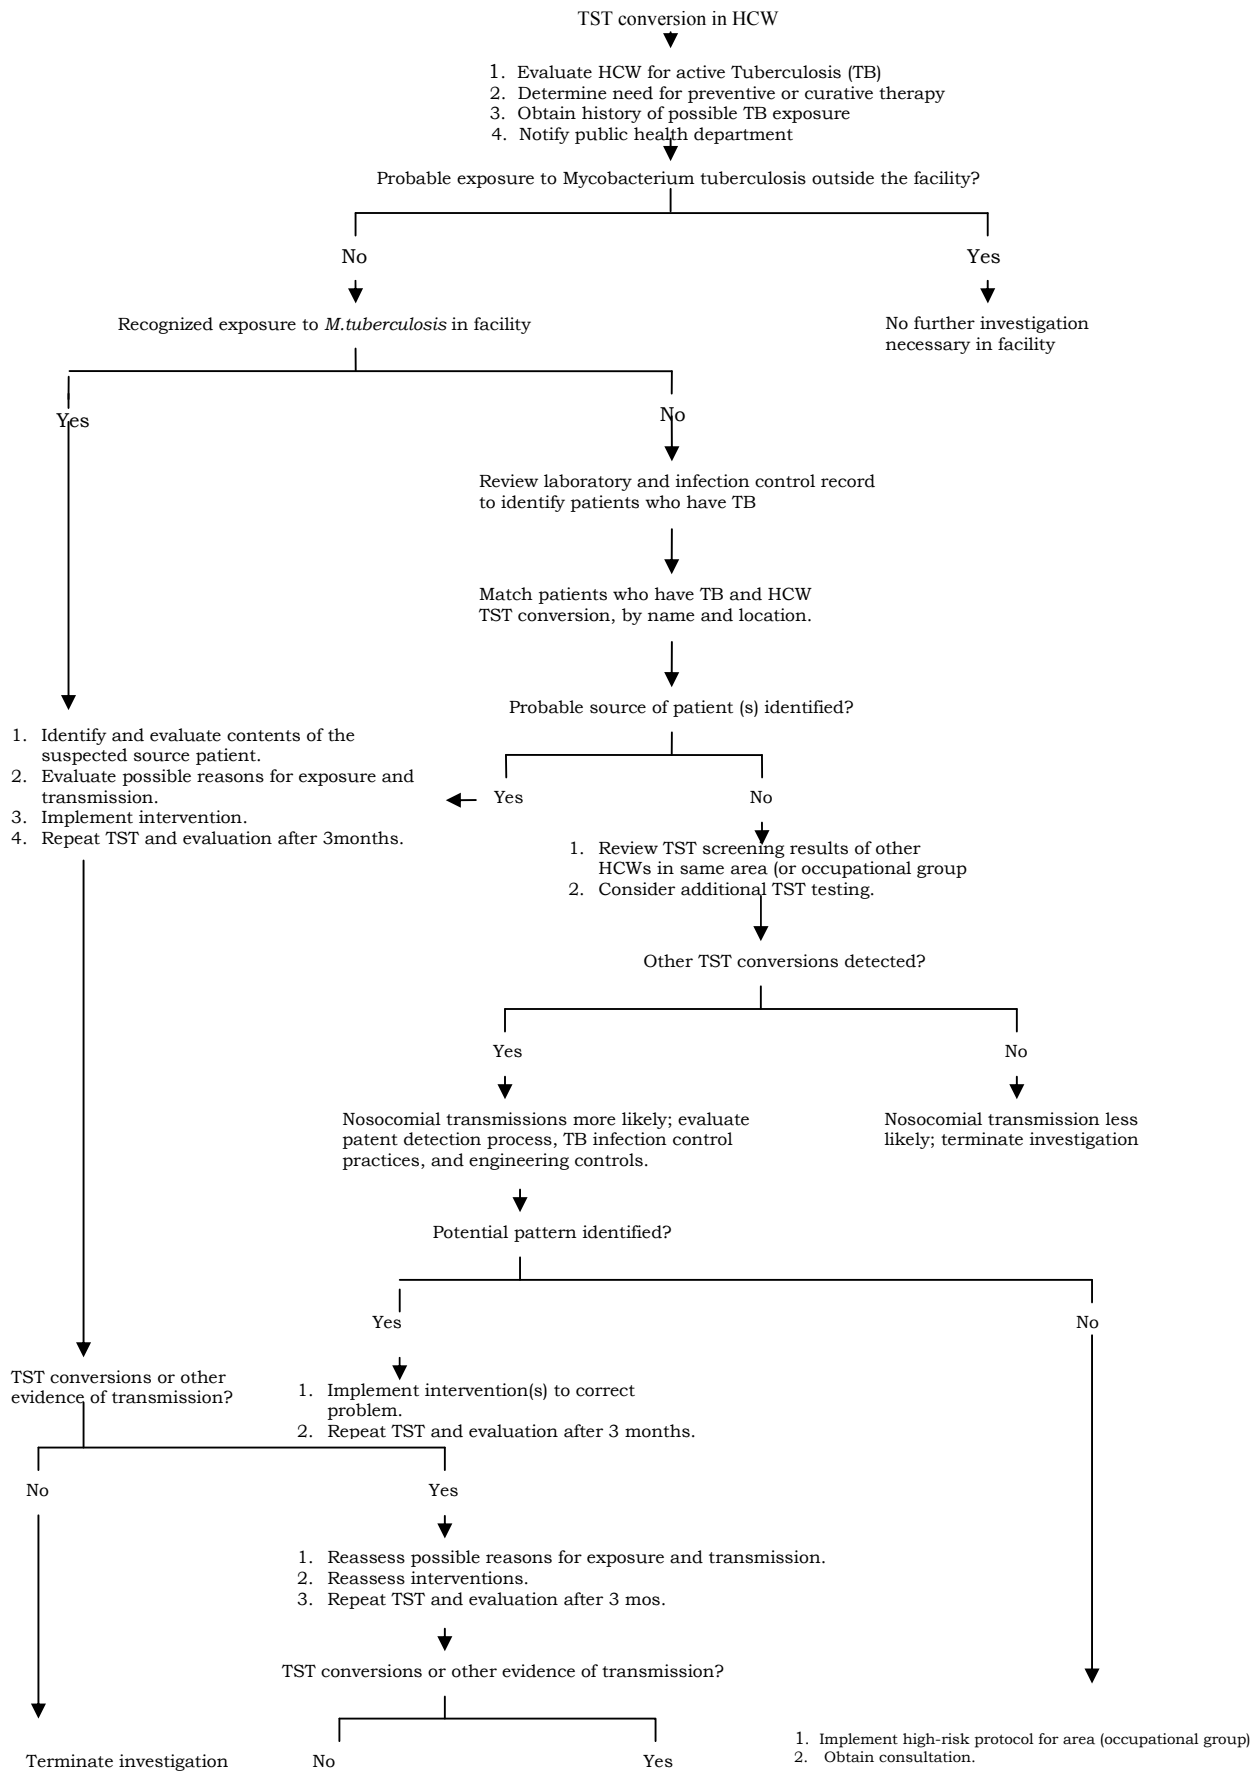 TST conversion in HCW
1. Evaluate HCW for active Tuberculosis (TB)
2. Determine need for preventive or curative therapy
3. Obtain history of possible TB exposure
4. Notify public health department
Probable exposure to Mycobacterium tuberculosis outside the facility?
No
Yes
Recognized exposure to M.tuberculosis in facility
No further investigation
necessary in facility
Yes
No
Review laboratory and infection control record
to identify patients who have TB
Match patients who have TB and HCW
TST conversion, by name and location.
Probable source of patient (s) identified?
1. Identify and evaluate contents of the
suspected source patient.
2. Evaluate possible reasons for exposure and
transmission.
3. Implement intervention.
4. Repeat TST and evaluation after 3months.
Yes
No
1. Review TST screening results of other
HCWs in same area (or occupational group
2. Consider additional TST testing.
Other TST conversions detected?
Yes
No
Nosocomial transmissions more likely; evaluate
patent detection process, TB infection control
practices, and engineering controls.
Nosocomial transmission less
likely; terminate investigation
Potential pattern identified?
Yes
No
TST conversions or other
evidence of transmission?
1. Implement intervention(s) to correct
problem.
2. Repeat TST and evaluation after 3 months.
No
Yes
1. Reassess possible reasons for exposure and transmission.
2. Reassess interventions.
3. Repeat TST and evaluation after 3 mos.
TST conversions or other evidence of transmission?
Terminate investigation
No
Yes
1. Implement high-risk protocol for area (occupational group)
2. Obtain consultation.